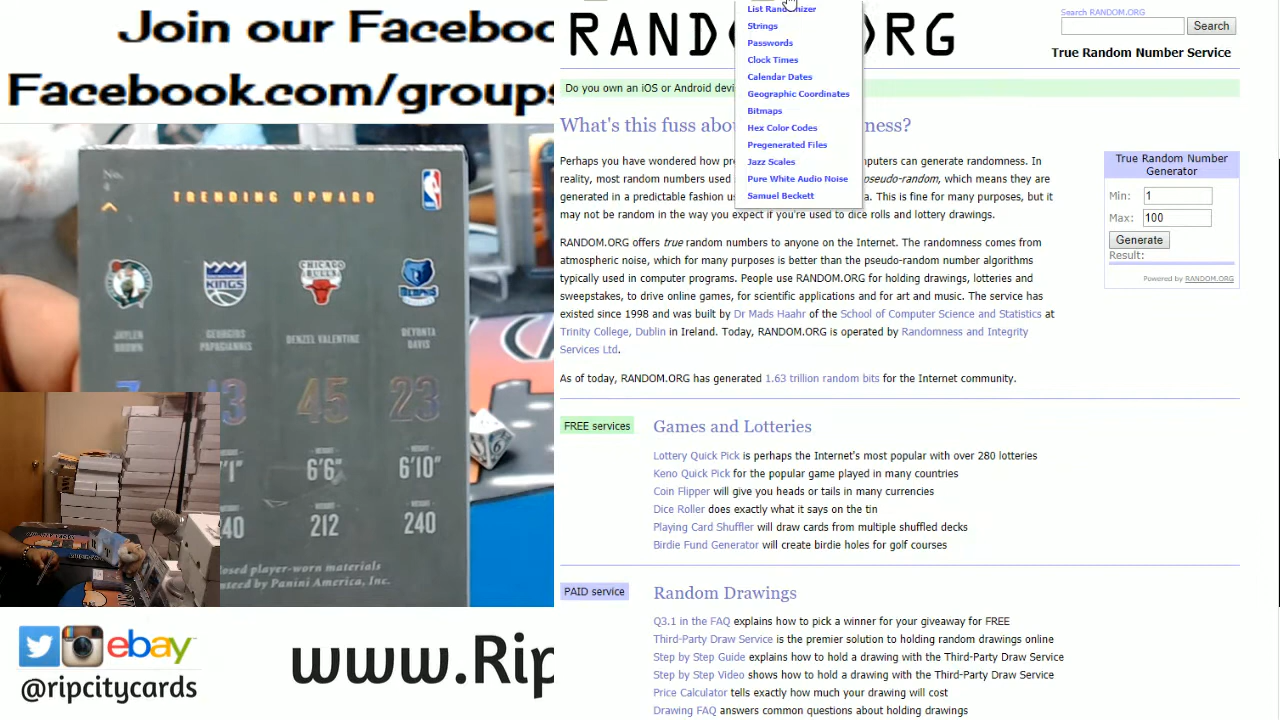 Join our Facebook
Facebook.com/groups
No.
4
TRENDING UPWARD
CHICAGO
BULLS
KINGS
JAYLEN
BROWN
GEORGIOS
PAPAGIANNIS
DENZEL VALENTINE
DEYONTA
DAVIS
7
13
45
23
'1"
6'6"
6'10"
WEIGHT
40
212
240
losed player-worn materials
teed by Panini America, Inc.
ebay
@ripcitycards
www.Rip
List Randomizer
Strings
Passwords
Clock Times
Calendar Dates
Geographic Coordinates
Bitmaps
Hex Color Codes
Pregenerated Files
Jazz Scales
Pure White Audio Noise
Samuel Beckett
RAND RG
Search RANDOM.ORG
Search
True Random Number Service
Do you own an iOS or Android devi
What's this fuss abou ness?
Perhaps you have wondered how pre mputers can generate randomness. In
reality, most random numbers used pseudo-random, which means they are
generated in a predictable fashion us a. This is fine for many purposes, but it
may not be random in the way you expect if you're used to dice rolls and lottery drawings.
RANDOM.ORG offers true random numbers to anyone on the Internet. The randomness comes from
atmospheric noise, which for many purposes is better than the pseudo-random number algorithms
typically used in computer programs. People use RANDOM.ORG for holding drawings, lotteries and
sweepstakes, to drive online games, for scientific applications and for art and music. The service has
existed since 1998 and was built by Dr Mads Haahr of the School of Computer Science and Statistics at
Trinity College, Dublin in Ireland. Today, RANDOM.ORG is operated by Randomness and Integrity
Services Ltd.
As of today, RANDOM.ORG has generated 1.63 trillion random bits for the Internet community.
True Random Number
Generator
Min: 1
Max: 100
Generate
Result:
Powered by RANDOM.ORG
FREE services
Games and Lotteries
Lottery Quick Pick is perhaps the Internet's most popular with over 280 lotteries
Keno Quick Pick for the popular game played in many countries
Coin Flipper will give you heads or tails in many currencies
Dice Roller does exactly what it says on the tin
Playing Card Shuffler will draw cards from multiple shuffled decks
Birdie Fund Generator will create birdie holes for golf courses
PAID service
Random Drawings
Q3.1 in the FAQ explains how to pick a winner for your giveaway for FREE
Third-Party Draw Service is the premier solution to holding random drawings online
Step by Step Guide explains how to hold a drawing with the Third-Party Draw Service
Step by Step Video shows how to hold a drawing with the Third-Party Draw Service
Price Calculator tells exactly how much your drawing will cost
Drawing FAQ answers common questions about holding drawings